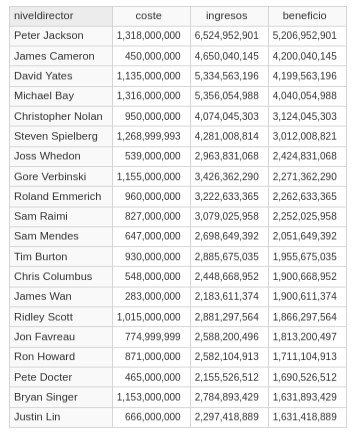 niveldirector coste ingresos beneficio
Peter Jackson 1,318,000,000 6,524,952,901 5,206,952,901
James Cameron 450,000,000 4,650,040,145 4,200,040,145
David Yates 1,135,000,000 5,334,563,196 4,199,563,196
Michael Bay 1,316,000,000 5,356,054,988 4,040,054,988
Christopher Nolan 950,000,000 4,074,045,303 3,124,045,303
Steven Spielberg 1,268,999,993 4,281,008,814 3,012,008,821
Joss Whedon 539,000,000 2,963,831,068 2,424,831,068
Gore Verbinski 1,155,000,000 3,426,362,290 2,271,362,290
Roland Emmerich 960,000,000 3,222,633,365 2,262,633,365
Sam Raimi 827,000,000 3,079,025,958 2,252,025,958
Sam Mendes 647,000,000 2,698,649,392 2,051,649,392
Tim Burton 930,000,000 2,885,675,035 1,955,675,035
Chris Columbus 548,000,000 2,448,668,952 1,900,668,952
James Wan 283,000,000 2,183,611,374 1,900,611,374
Ridley Scott 1,015,000,000 2,881,297,564 1,866,297,564
Jon Favreau 774,999,999 2,588,200,496 1,813,200,497
Ron Howard 871,000,000 2,582,104,913 1,711,104,913
Pete Docter 465,000,000 2,155,526,512 1,690,526,512
Bryan Singer 1,153,000,000 2,784,893,429 1,631,893,429
Justin Lin 666,000,000 2,297,418,889 1,631,418,889